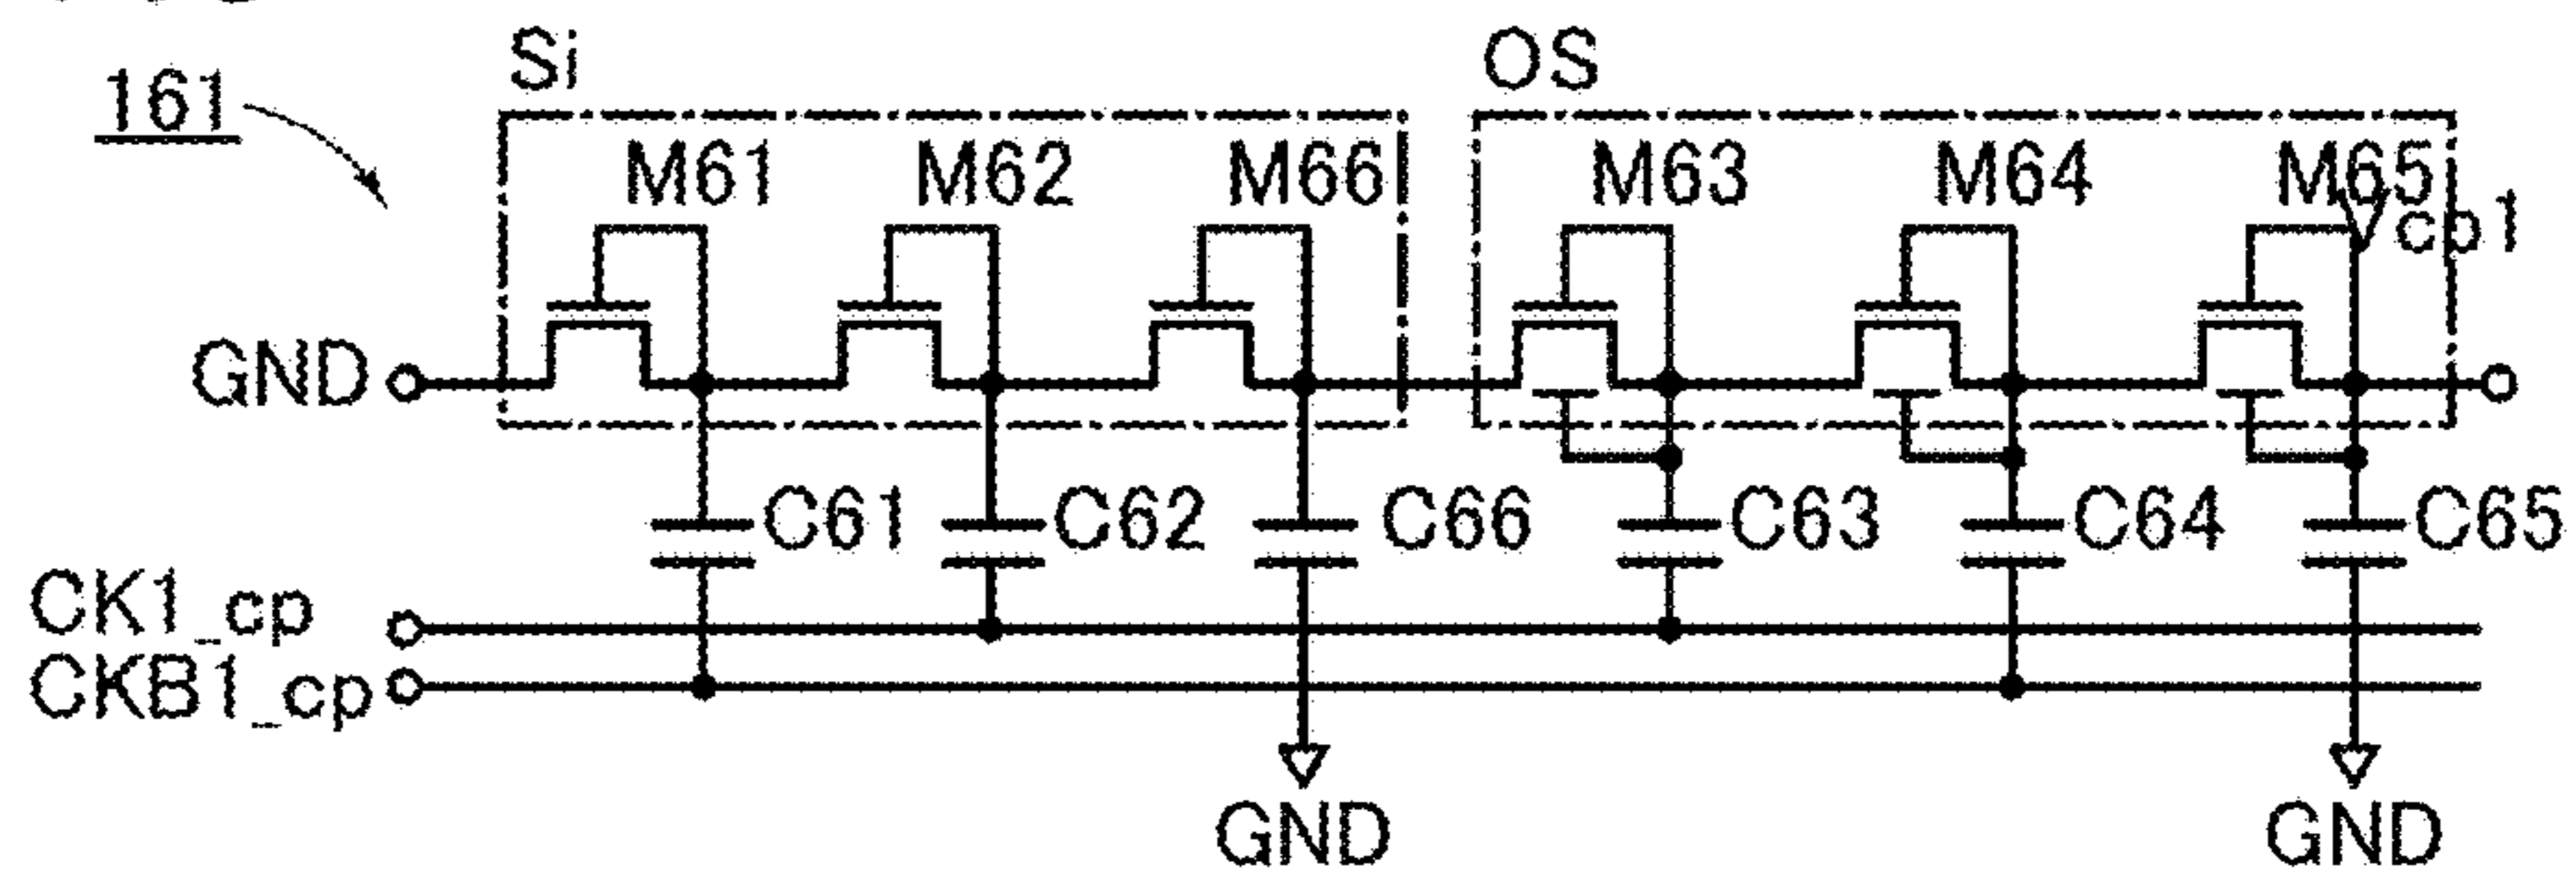 Si OS
161
M61 M62 M66 M63 M64 M65
Vcp1
GND
C61 C62 C66 C63 C64 C65
CK1_cp
CKB1_cp
GND GND